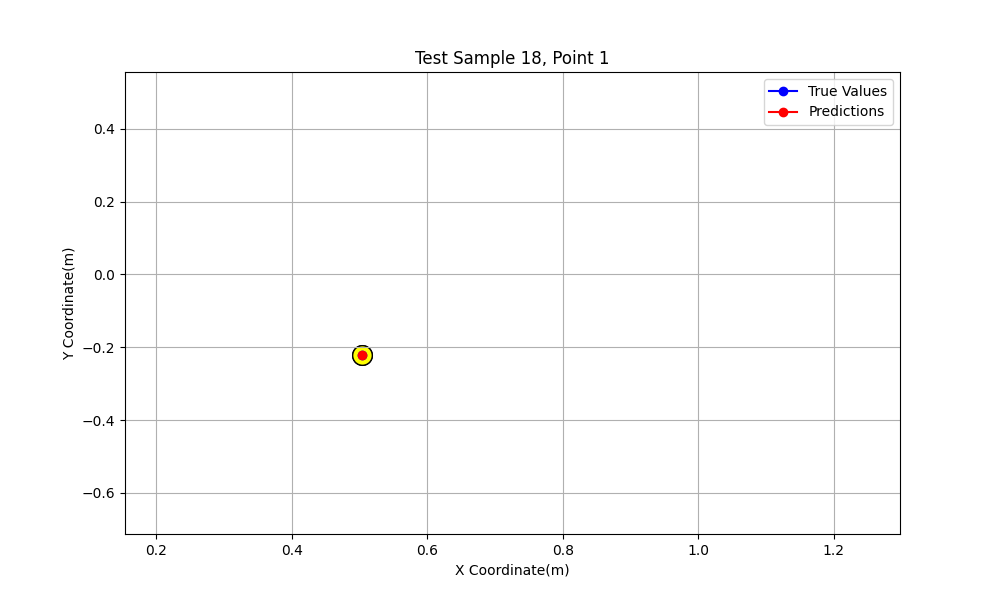 Test Sample 18, Point 1
True Values
Predictions
Y Coordinate(m)
0.4
0.2
0.0
−0.2
−0.4
−0.6
0.2 0.4 0.6 0.8 1.0 1.2
X Coordinate(m)